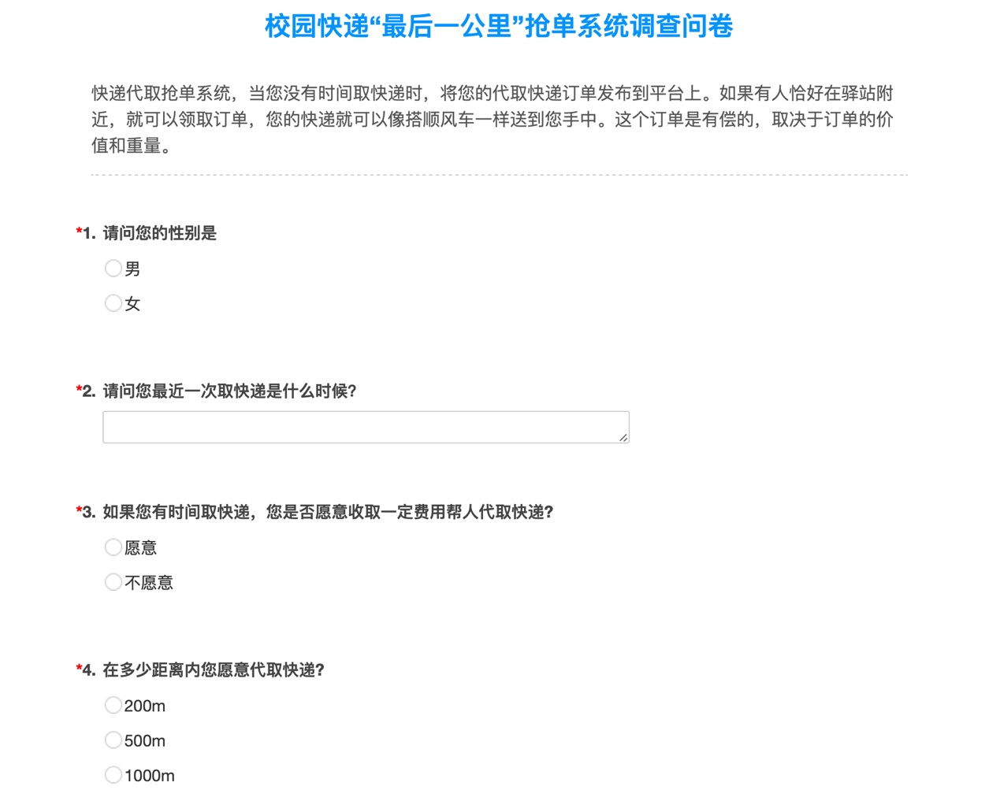 校园快递“最后一公里”抢单系统调查问卷
快递代取抢单系统，当您没有时间取快递时，将您的代取快递订单发布到平台上。如果有人恰好在驿站附
近，就可以领取订单，您的快递就可以像搭顺风车一样送到您手中。这个订单是有偿的，取决于订单的价
值和重量。
*1. 请问您的性别是
男
女
*2. 请问您最近一次取快递是什么时候?
*3. 如果您有时间取快递，您是否愿意收取一定费用帮人代取快递?
愿意
不愿意
*4. 在多少距离内您愿意代取快递?
200m
500m
1000m